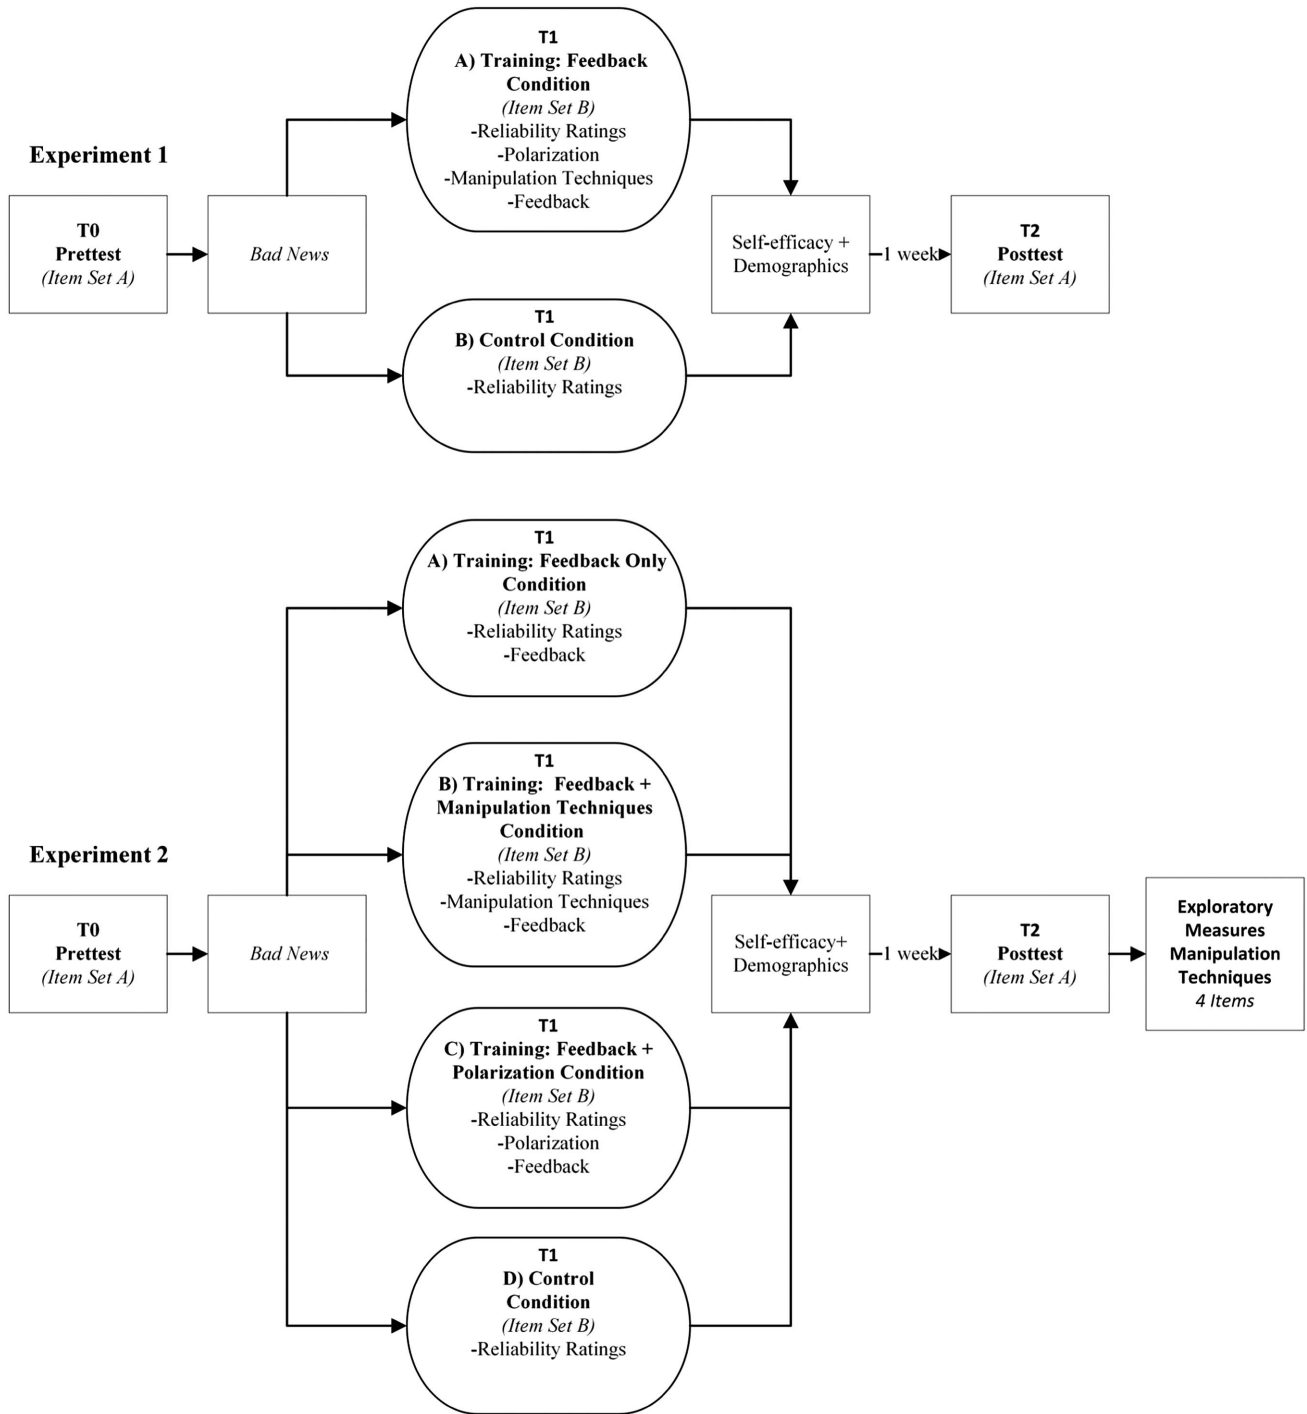 Experiment 1
T0
Prettest
(Item Set A)
Bad News
T1
A) Training: Feedback
Condition
(Item Set B)
-Reliability Ratings
-Polarization
-Manipulation Techniques
-Feedback
T1
B) Control Condition
(Item Set B)
-Reliability Ratings
Self-efficacy +
Demographics
1 week
T2
Posttest
(Item Set A)
Experiment 2
T0
Prettest
(Item Set A)
Bad News
T1
A) Training: Feedback Only
Condition
(Item Set B)
-Reliability Ratings
-Feedback
T1
B) Training: Feedback +
Manipulation Techniques
Condition
(Item Set B)
-Reliability Ratings
-Manipulation Techniques
-Feedback
T1
C) Training: Feedback +
Polarization Condition
(Item Set B)
-Reliability Ratings
-Polarization
-Feedback
T1
D) Control
Condition
(Item Set B)
-Reliability Ratings
Self-efficacy+
Demographics
1 week
T2
Posttest
(Item Set A)
Exploratory
Measures
Manipulation
Techniques
4 Items